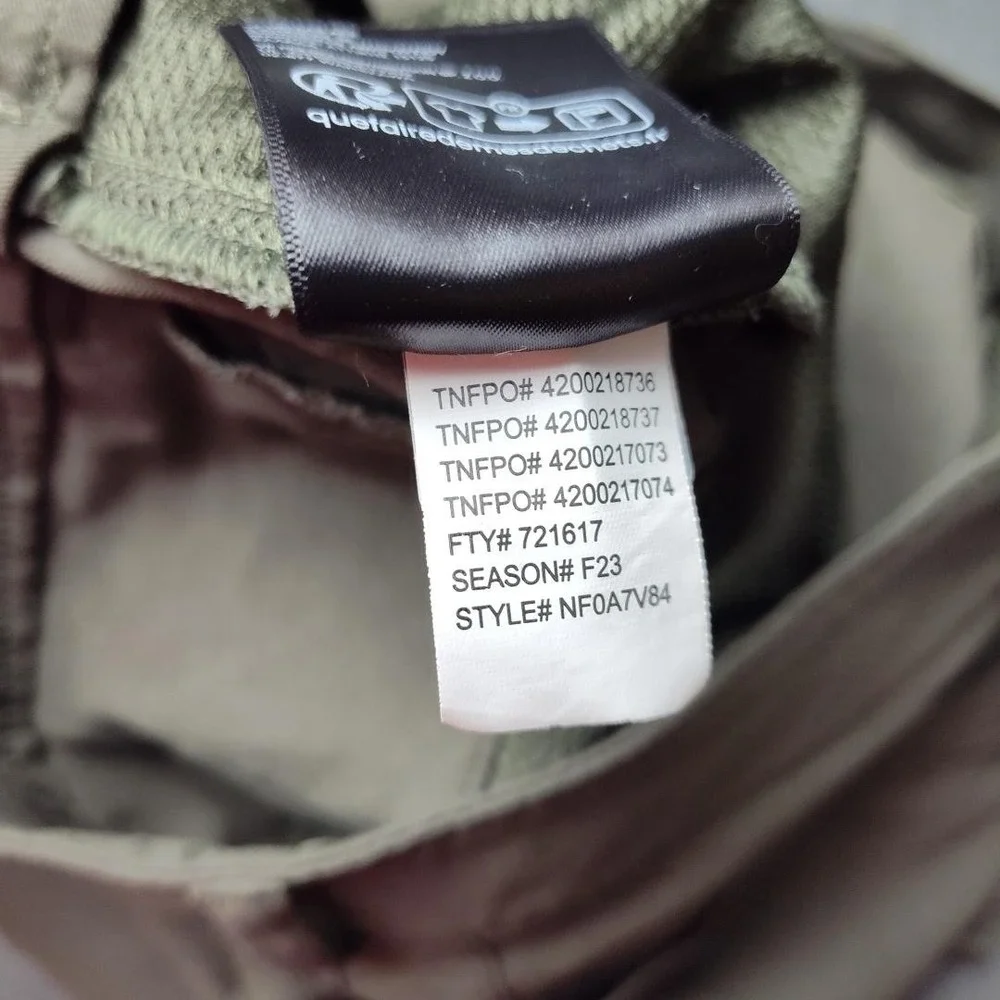 quefairedemesdechets.fr
TNFPO# 4200218736
TNFPO# 4200218737
TNFPO# 4200217073
TNFPO# 4200217074
FTY# 721617
SEASON# F23
STYLE# NF0A7V84